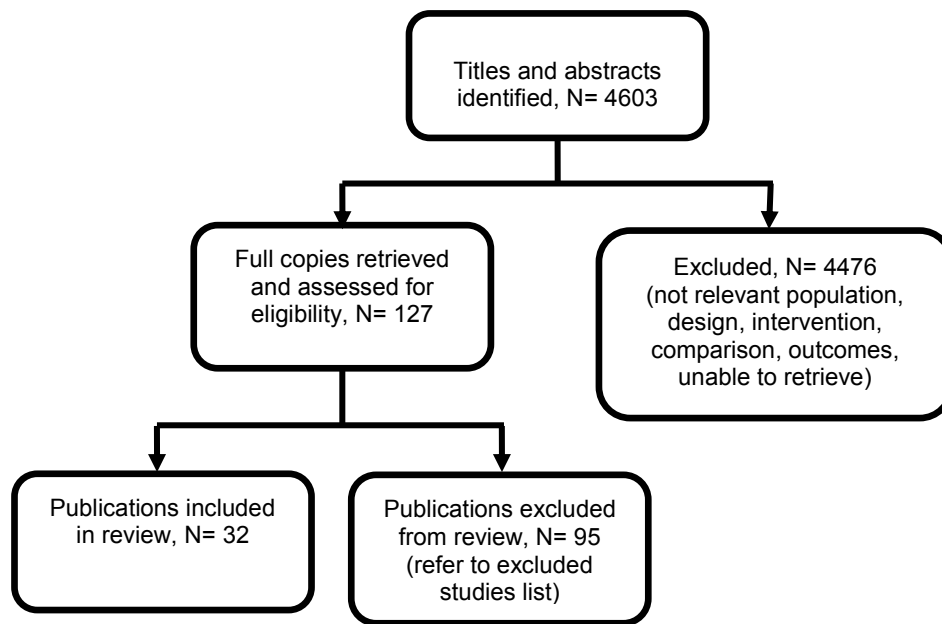 Titles and abstracts
identified, N= 4603
Full copies retrieved
and assessed for
eligibility, N= 127
Excluded, N= 4476
(not relevant population,
design, intervention,
comparison, outcomes,
unable to retrieve)
Publications included
in review, N= 32
Publications excluded
from review, N= 95
(refer to excluded
studies list)